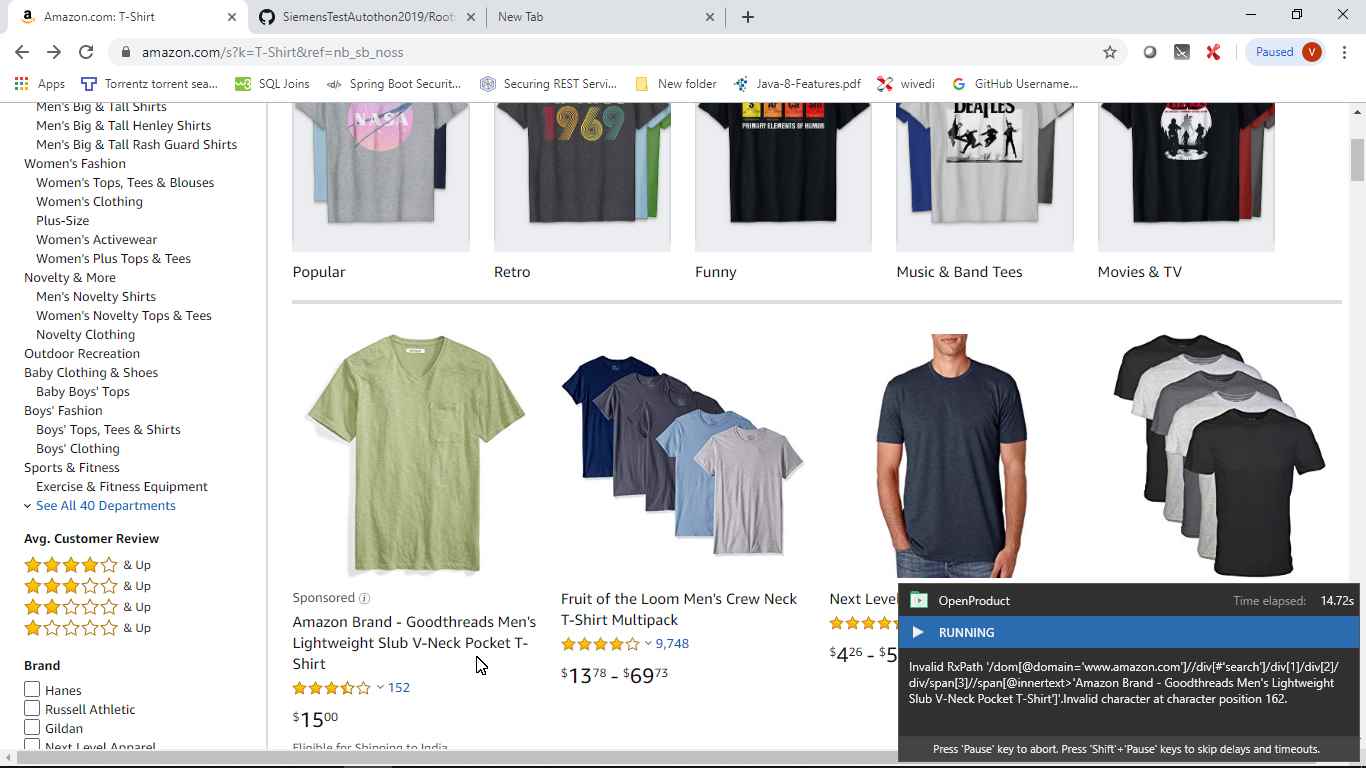 Amazon.com: T-Shirt
SiemensTestAutothon2019/Root
New Tab
amazon.com/s?k=T-Shirt&ref=nb_sb_noss
Paused
V
Apps
Torrentz torrent sea...
SQL Joins
Spring Boot Securit...
Securing REST Servi...
New folder
Java-8-Features.pdf
wivedi
GitHub Username...
Men's Big & Tall Shirts
Men's Big & Tall Henley Shirts
Men's Big & Tall Rash Guard Shirts
Women's Fashion
Women's Tops, Tees & Blouses
Women's Clothing
Plus-Size
Women's Activewear
Women's Plus Tops & Tees
Novelty & More
Men's Novelty Shirts
Women's Novelty Tops & Tees
Novelty Clothing
Outdoor Recreation
Baby Clothing & Shoes
Baby Boys' Tops
Boys' Fashion
Boys' Tops, Tees & Shirts
Boys' Clothing
Sports & Fitness
Exercise & Fitness Equipment
See All 40 Departments
Avg. Customer Review
& Up
& Up
& Up
& Up
Brand
Hanes
Russell Athletic
Gildan
Next Level Apparel
NASA
1969
PRIMARY ELEMENTS OF HUMOR
BEATLES
Popular
Retro
Funny
Music & Band Tees
Movies & TV
Sponsored
Amazon Brand - Goodthreads Men's
Lightweight Slub V-Neck Pocket T-
Shirt
152
$1500
Eligible for Shipping to India
Fruit of the Loom Men's Crew Neck
T-Shirt Multipack
9,748
$1378 - $6973
Next Level
$426 - $5
OpenProduct
Time elapsed: 14.72s
RUNNING
Invalid RxPath '/dom[@domain='www.amazon.com']//div[#'search']/div[1]/div[2]/
div/span[3]//span[@innertext>'Amazon Brand - Goodthreads Men's Lightweight
Slub V-Neck Pocket T-Shirt']'.Invalid character at character position 162.
Press 'Pause' key to abort. Press 'Shift'+'Pause' keys to skip delays and timeouts.